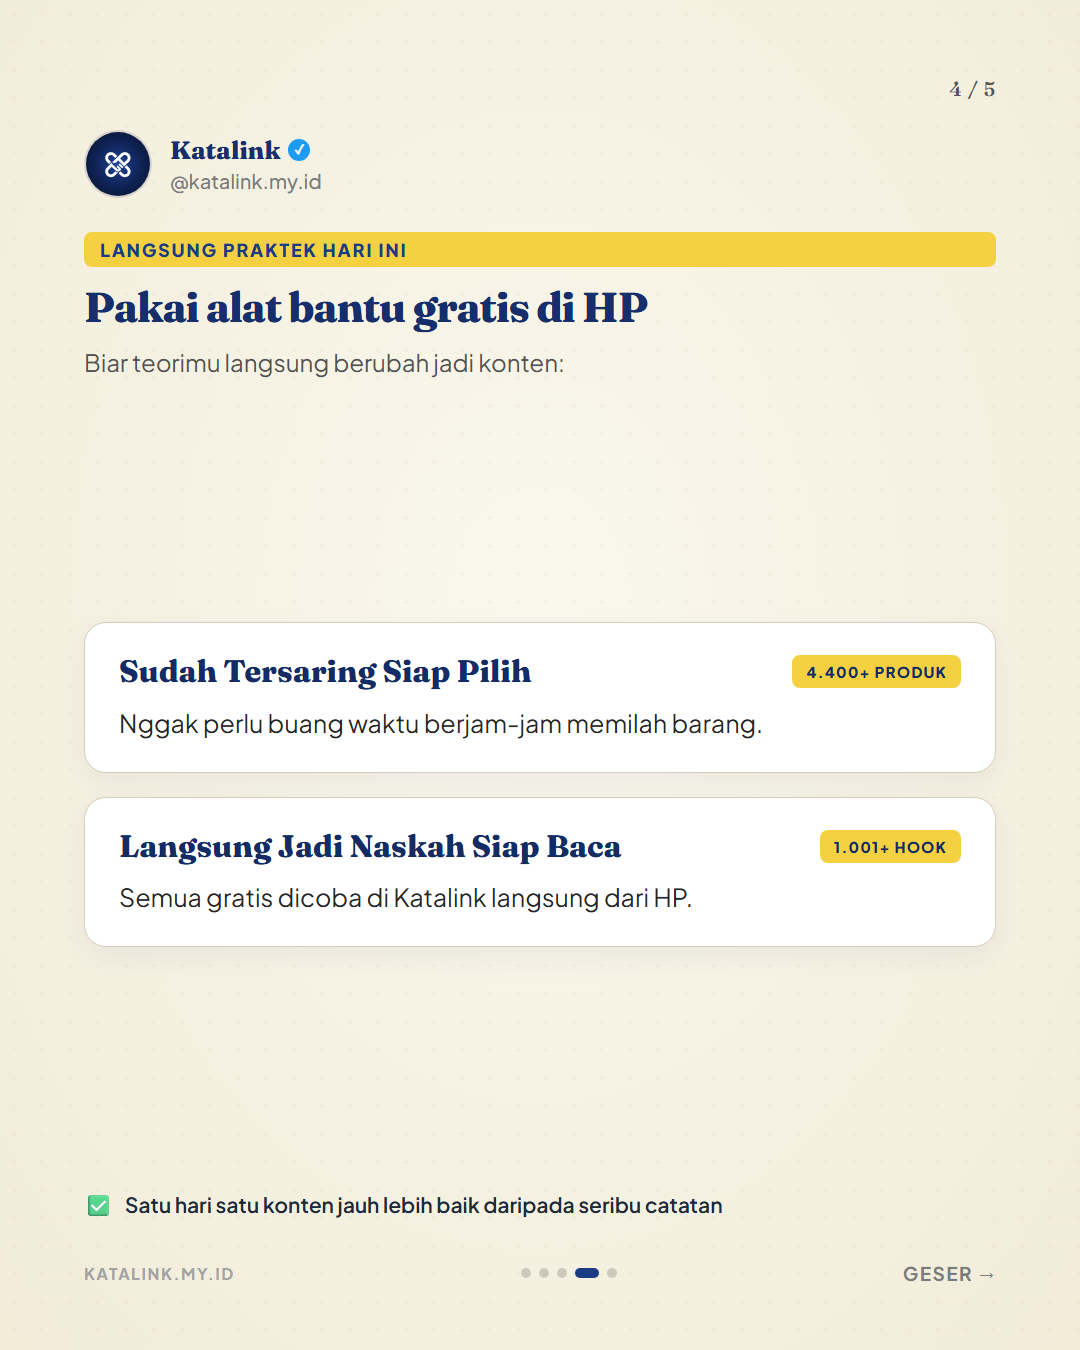 4 / 5
Katalink
@katalink.my.id
LANGSUNG PRAKTEK HARI INI
Pakai alat bantu gratis di HP
Biar teorimu langsung berubah jadi konten:
Sudah Tersaring Siap Pilih
4.400+ PRODUK
Nggak perlu buang waktu berjam-jam memilah barang.
Langsung Jadi Naskah Siap Baca
1.001+ HOOK
Semua gratis dicoba di Katalink langsung dari HP.
✅ Satu hari satu konten jauh lebih baik daripada seribu catatan
KATALINK.MY.ID
GESER →